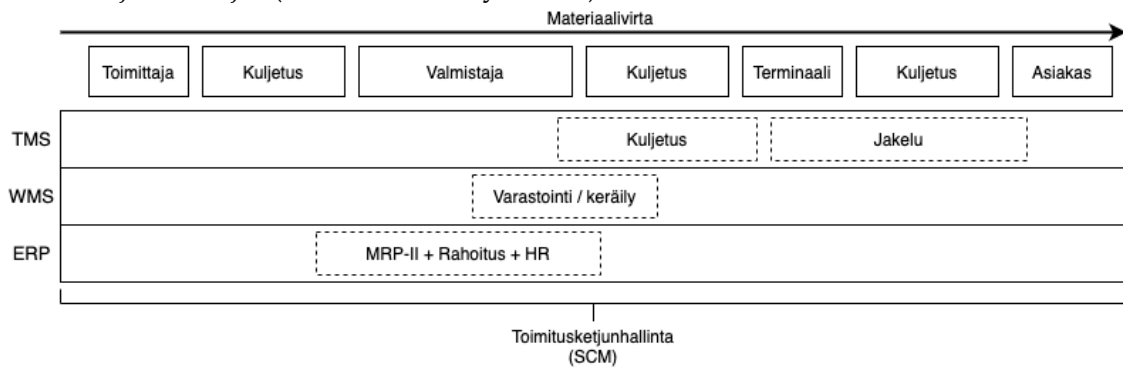 Materiaalivirta
Toimittaja
Kuljetus
Valmistaja
Kuljetus
Terminaali
Kuljetus
Asiakas
TMS
Kuljetus
Jakelu
WMS
Varastointi / keräily
ERP
MRP-II + Rahoitus + HR
Toimitusketjunhallinta
(SCM)